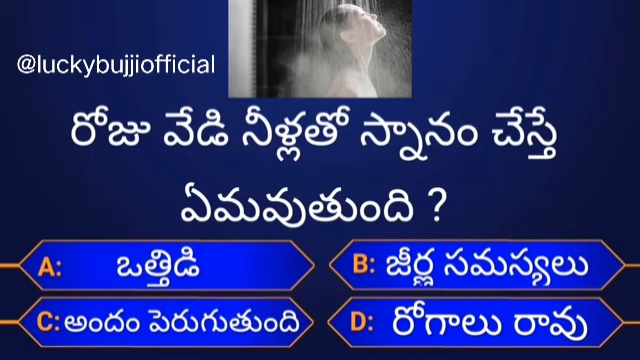 @luckybujjiofficial
రోజు వేడి నీళ్లతో స్నానం చేస్తే
ఏమవుతుంది ?
A: ఒత్తిడి
B: జీర్ణ సమస్యలు
C: అందం పెరుగుతుంది
D: రోగాలు రావు